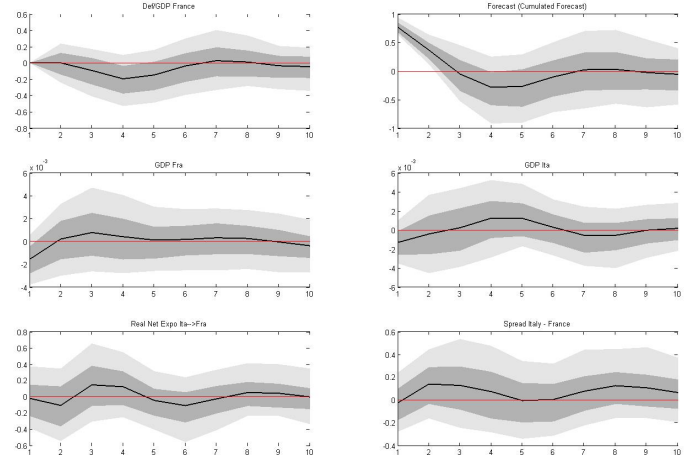 Def/GDP France
0.6
0.4
0.2
0
-0.2
-0.4
-0.6
-0.8
1 2 3 4 5 6 7 8 9 10
Forecast (Cumulated Forecast)
1
0.5
0
-0.5
-1
1 2 3 4 5 6 7 8 9 10
GDP Fra
x 10⁻³
6
4
2
0
-2
-4
1 2 3 4 5 6 7 8 9 10
GDP Ita
x 10⁻³
6
4
2
0
-2
-4
-6
1 2 3 4 5 6 7 8 9 10
Real Net Expo Ita-->Fra
0.8
0.6
0.4
0.2
0
-0.2
-0.4
-0.6
1 2 3 4 5 6 7 8 9 10
Spread Italy - France
0.6
0.4
0.2
0
-0.2
-0.4
1 2 3 4 5 6 7 8 9 10